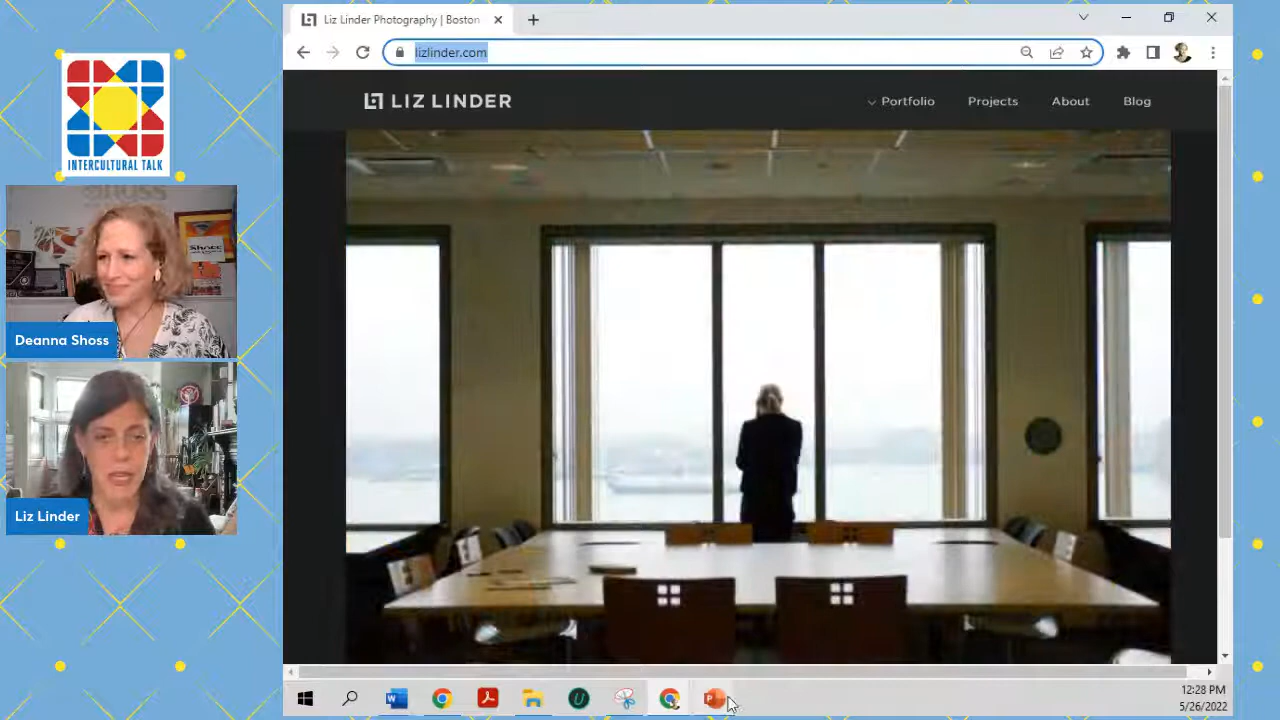 INTERCULTURAL TALK
Shoss
Deanna Shoss
Liz Linder
Liz Linder Photography | Boston
lizlinder.com
LIZ LINDER
Portfolio
Projects
About
Blog
12:28 PM
5/26/2022